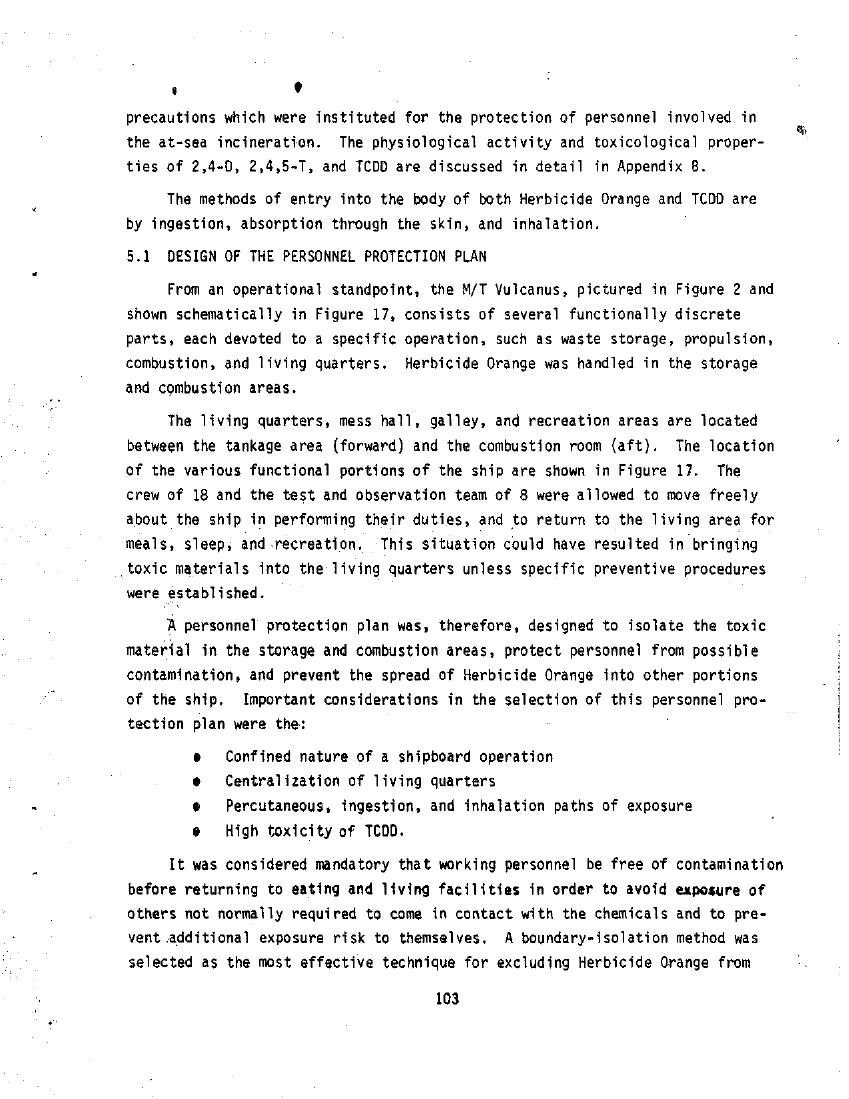 precautions which were instituted for the protection of personnel involved in
the at-sea incineration. The physiological activity and toxicological proper-
ties of 2,4-D, 2,4,5-T, and TCDD are discussed in detail in Appendix B.
The methods of entry into the body of both Herbicide Orange and TCDD are
by ingestion, absorption through the skin, and inhalation.
5.1 DESIGN OF THE PERSONNEL PROTECTION PLAN
From an operational standpoint, the M/T Vulcanus, pictured in Figure 2 and
shown schematically in Figure 17, consists of several functionally discrete
parts, each devoted to a specific operation, such as waste storage, propulsion,
combustion, and living quarters. Herbicide Orange was handled in the storage
and combustion areas.
The living quarters, mess hall, galley, and recreation areas are located
between the tankage area (forward) and the combustion room (aft). The location
of the various functional portions of the ship are shown in Figure 17. The
crew of 18 and the test and observation team of 8 were allowed to move freely
about the ship in performing their duties, and to return to the living area for
meals, sleep, and recreation. This situation could have resulted in bringing
toxic materials into the living quarters unless specific preventive procedures
were established.
A personnel protection plan was, therefore, designed to isolate the toxic
material in the storage and combustion areas, protect personnel from possible
contamination, and prevent the spread of Herbicide Orange into other portions
of the ship. Important considerations in the selection of this personnel pro-
tection plan were the:
● Confined nature of a shipboard operation
● Centralization of living quarters
● Percutaneous, ingestion, and inhalation paths of exposure
● High toxicity of TCDD.
It was considered mandatory that working personnel be free of contamination
before returning to eating and living facilities in order to avoid exposure of
others not normally required to come in contact with the chemicals and to pre-
vent additional exposure risk to themselves. A boundary-isolation method was
selected as the most effective technique for excluding Herbicide Orange from
103